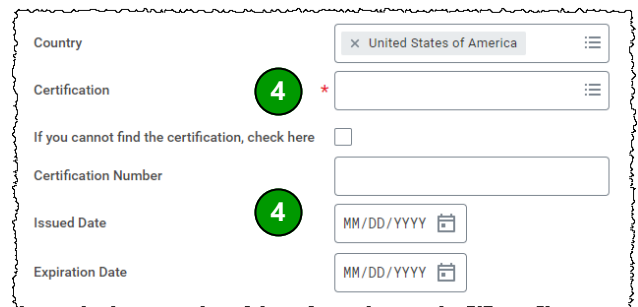 Country
× United States of America
Certification 4 *
If you cannot find the certification, check here
Certification Number
Issued Date 4 MM/DD/YYYY
Expiration Date MM/DD/YYYY